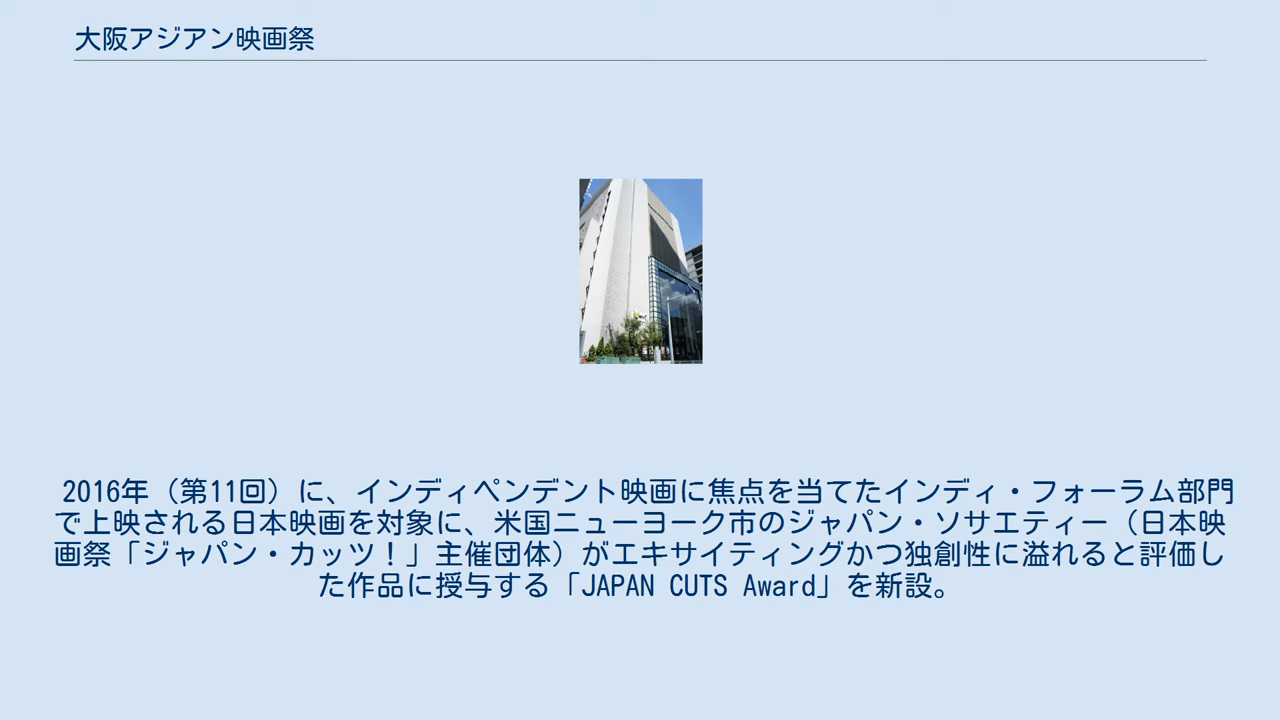 大阪アジアン映画祭
2016年（第11回）に、インディペンデント映画に焦点を当てたインディ・フォーラム部門
で上映される日本映画を対象に、米国ニューヨーク市のジャパン・ソサエティー（日本映
画祭「ジャパン・カッツ！」主催団体）がエキサイティングかつ独創性に溢れると評価し
た作品に授与する「JAPAN CUTS Award」を新設。